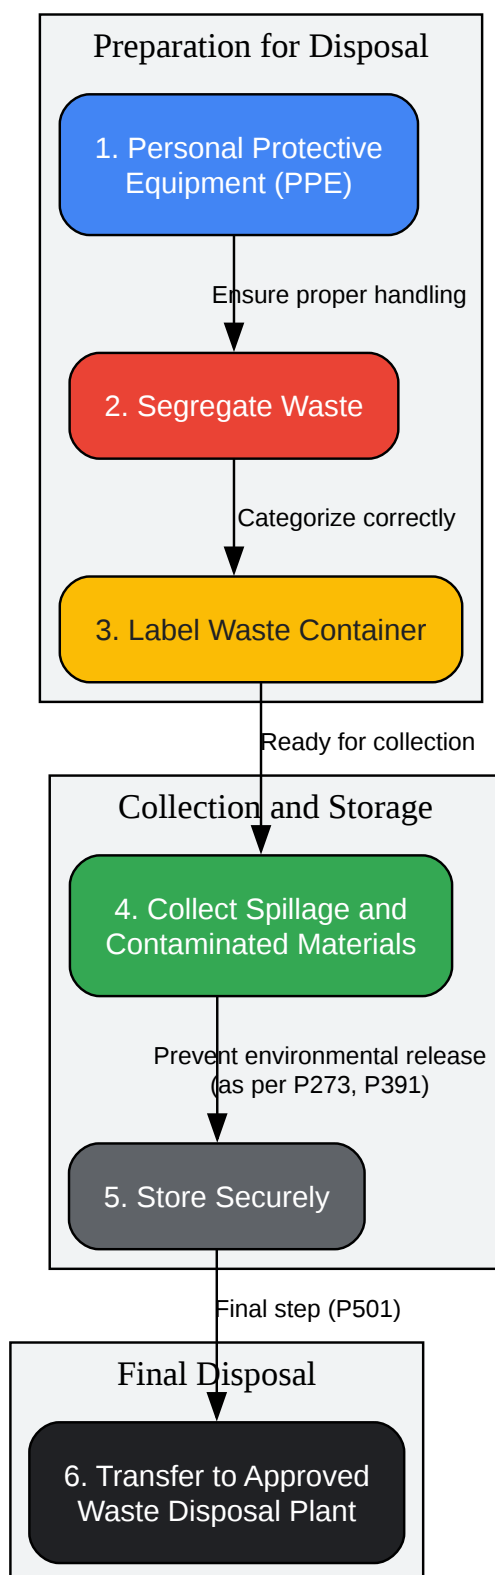 Preparation for Disposal
1. Personal Protective
Equipment (PPE)
Ensure proper handling
2. Segregate Waste
Categorize correctly
3. Label Waste Container
Ready for collection
Collection and Storage
4. Collect Spillage and
Contaminated Materials
Prevent environmental release
(as per P273, P391)
5. Store Securely
Final step (P501)
Final Disposal
6. Transfer to Approved
Waste Disposal Plant